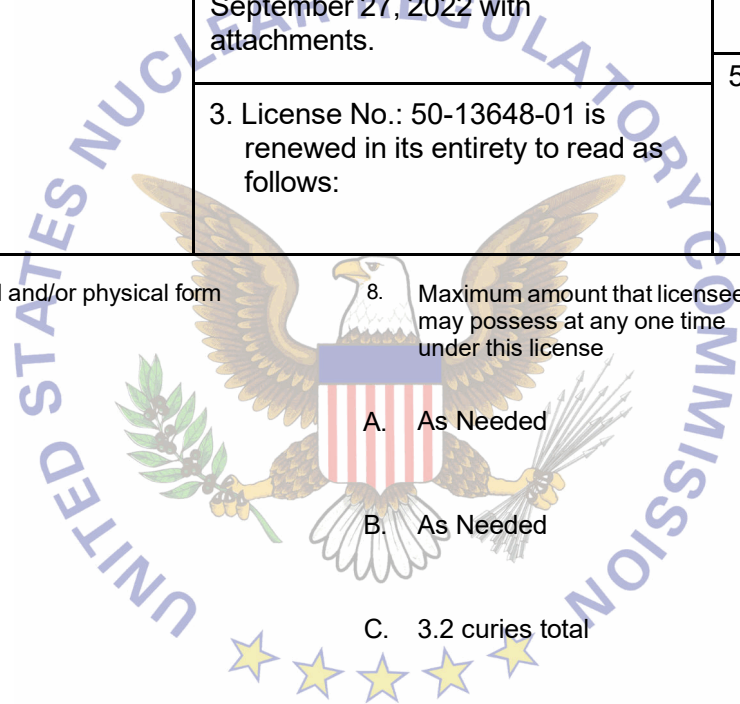 September 27, 2022 with
attachments.
5
3. License No.: 50-13648-01 is
renewed in its entirety to read as
follows:
and/or physical form
8. Maximum amount that licensee
may possess at any one time
under this license
A. As Needed
B. As Needed
C. 3.2 curies total
UNITED STATES NUCLEAR REGULATORY COMMISSION